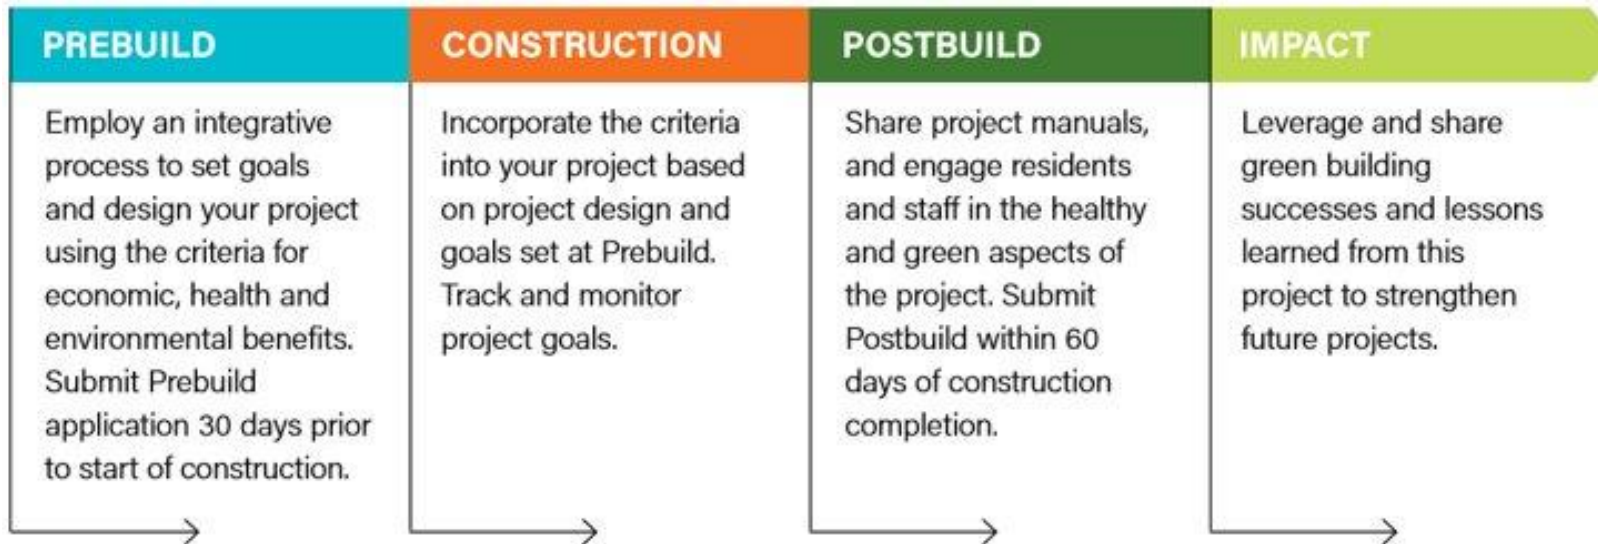 PREBUILD
Employ an integrative
process to set goals
and design your project
using the criteria for
economic, health and
environmental benefits.
Submit Prebuild
application 30 days prior
to start of construction.
CONSTRUCTION
Incorporate the criteria
into your project based
on project design and
goals set at Prebuild.
Track and monitor
project goals.
POSTBUILD
Share project manuals,
and engage residents
and staff in the healthy
and green aspects of
the project. Submit
Postbuild within 60
days of construction
completion.
IMPACT
Leverage and share
green building
successes and lessons
learned from this
project to strengthen
future projects.